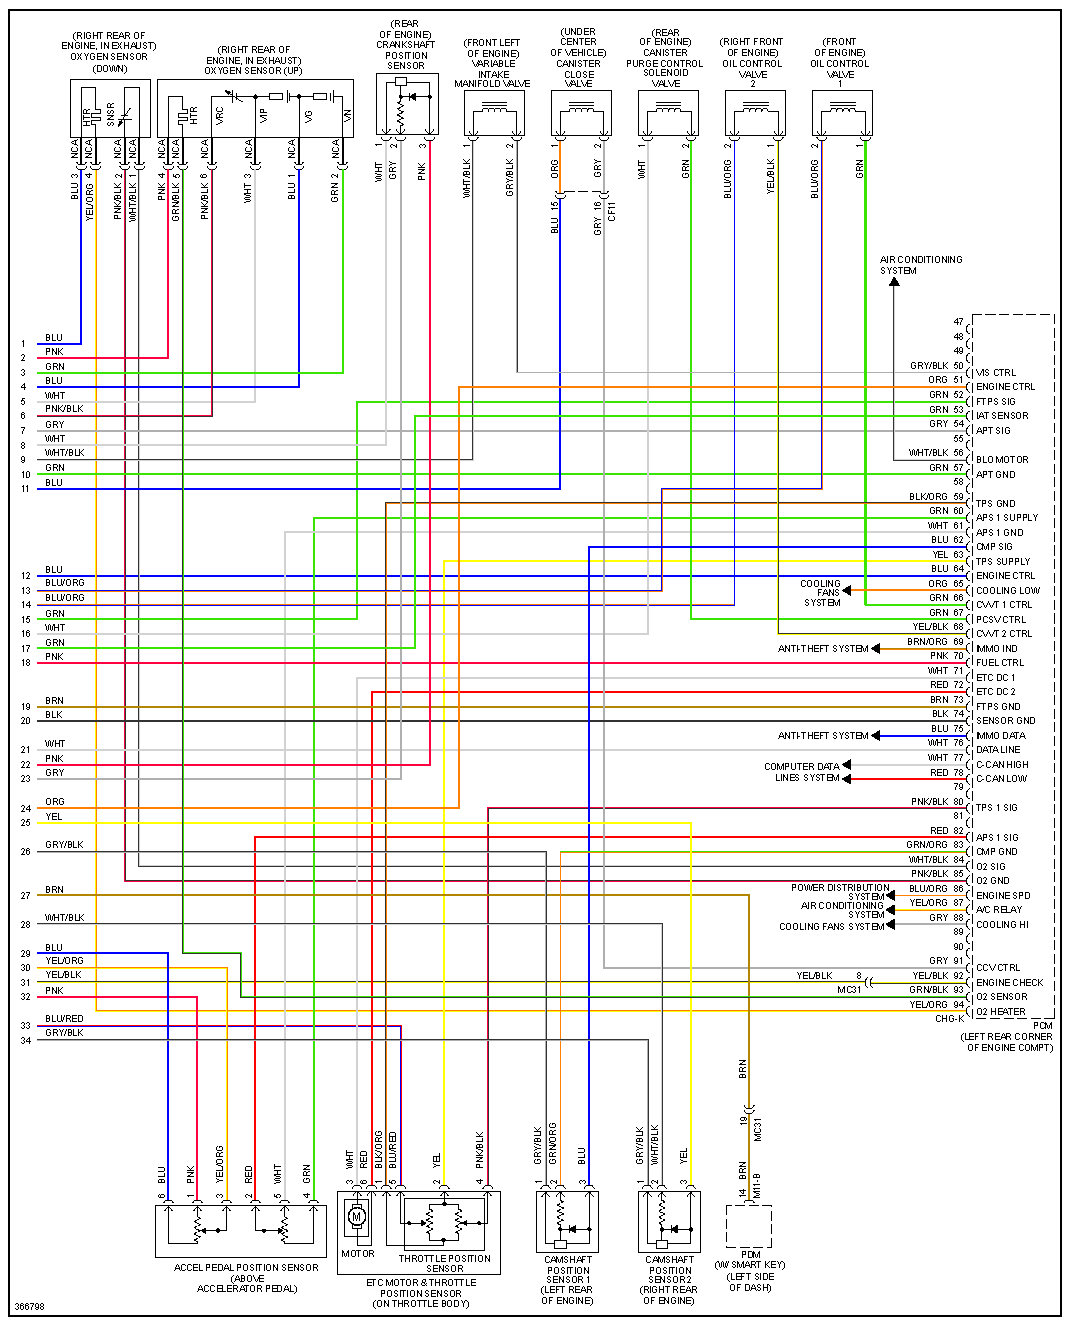 (RIGHT REAR OF
ENGINE, IN EXHAUST)
OXYGEN SENSOR
(DOWN)
(RIGHT REAR OF
ENGINE, IN EXHAUST)
OXYGEN SENSOR (UP)
(REAR
OF ENGINE)
CRANKSHAFT
POSITION
SENSOR
(FRONT LEFT
OF ENGINE)
VARIABLE
INTAKE
MANIFOLD VALVE
(UNDER
CENTER
OF VEHICLE)
CANISTER
CLOSE
VALVE
(REAR
OF ENGINE)
CANISTER
PURGE CONTROL
SOLENOID
VALVE
(RIGHT FRONT
OF ENGINE)
OIL CONTROL
VALVE
2
(FRONT
OF ENGINE)
OIL CONTROL
VALVE
1
HTR
SNSR
HTR
VRC
VIP
VG
VN
NCA
NCA
NCA
NCA
NCA
NCA
NCA
NCA
NCA
NCA
BLU 3
YEL/ORG 4
PNK/BLK 2
WHT/BLK 1
PNK 4
GRN/BLK 5
PNK/BLK 6
WHT 3
BLU 1
GRN 2
WHT 1
GRY 2
PNK 3
WHT/BLK 1
GRY/BLK 2
ORG 1
GRY 2
BLU 15
GRY 16
CF11
WHT 1
GRN 2
BLU/ORG 2
YEL/BLK 1
BLU/ORG 2
GRN 1
AIR CONDITIONING
SYSTEM
1 BLU
2 PNK
3 GRN
4 BLU
5 WHT
6 PNK/BLK
7 GRY
8 WHT
9 WHT/BLK
10 GRN
11 BLU
12 BLU
13 BLU/ORG
14 BLU/ORG
15 GRN
16 WHT
17 GRN
18 PNK
19 BRN
20 BLK
21 WHT
22 PNK
23 GRY
24 ORG
25 YEL
26 GRY/BLK
27 BRN
28 WHT/BLK
29 BLU
30 YEL/ORG
31 YEL/BLK
32 PNK
33 BLU/RED
34 GRY/BLK
47
48
49
GRY/BLK 50 VIS CTRL
ORG 51 ENGINE CTRL
GRN 52 FTPS SIG
GRN 53 IAT SENSOR
GRY 54 APT SIG
55
WHT/BLK 56 BLO MOTOR
GRN 57 APT GND
58
BLK/ORG 59 TPS GND
GRN 60 APS 1 SUPPLY
WHT 61 APS 1 GND
BLU 62 CMP SIG
YEL 63 TPS SUPPLY
BLU 64 ENGINE CTRL
COOLING
FANS
SYSTEM
ORG 65 COOLING LOW
GRN 66 CVVT 1 CTRL
GRN 67 PCSV CTRL
YEL/BLK 68 CVVT 2 CTRL
ANTI-THEFT SYSTEM BRN/ORG 69 IMMO IND
PNK 70 FUEL CTRL
WHT 71 ETC DC 1
RED 72 ETC DC 2
BRN 73 FTPS GND
BLK 74 SENSOR GND
ANTI-THEFT SYSTEM BLU 75 IMMO DATA
WHT 76 DATA LINE
COMPUTER DATA
LINES SYSTEM
WHT 77 C-CAN HIGH
RED 78 C-CAN LOW
79
PNK/BLK 80 TPS 1 SIG
81
RED 82 APS 1 SIG
GRN/ORG 83 CMP GND
WHT/BLK 84 O2 SIG
PNK/BLK 85 O2 GND
POWER DISTRIBUTION
SYSTEM
BLU/ORG 86 ENGINE SPD
AIR CONDITIONING
SYSTEM
YEL/ORG 87 A/C RELAY
COOLING FANS SYSTEM GRY 88 COOLING HI
89
90
GRY 91 CCV CTRL
YEL/BLK 8 YEL/BLK 92 ENGINE CHECK
MC31
GRN/BLK 93 O2 SENSOR
YEL/ORG 94 O2 HEATER
CHG-K
PCM
(LEFT REAR CORNER
OF ENGINE COMPT)
BRN
19
MC31
BRN
14
M11-B
BLU 6
PNK 1
YEL/ORG 3
RED 2
WHT 5
GRN 4
WHT 3
RED 6
BLK/ORG 1
BLU/RED 5
YEL 2
PNK/BLK 4
GRY/BLK 1
GRN/ORG 2
BLU 3
GRY/BLK 1
WHT/BLK 2
YEL 3
M
MOTOR
THROTTLE POSITION
SENSOR
ACCEL PEDAL POSITION SENSOR
(ABOVE
ACCELERATOR PEDAL)
ETC MOTOR & THROTTLE
POSITION SENSOR
(ON THROTTLE BODY)
CAMSHAFT
POSITION
SENSOR 1
(LEFT REAR
OF ENGINE)
CAMSHAFT
POSITION
SENSOR 2
(RIGHT REAR
OF ENGINE)
PDM
(W/ SMART KEY)
(LEFT SIDE
OF DASH)
366798